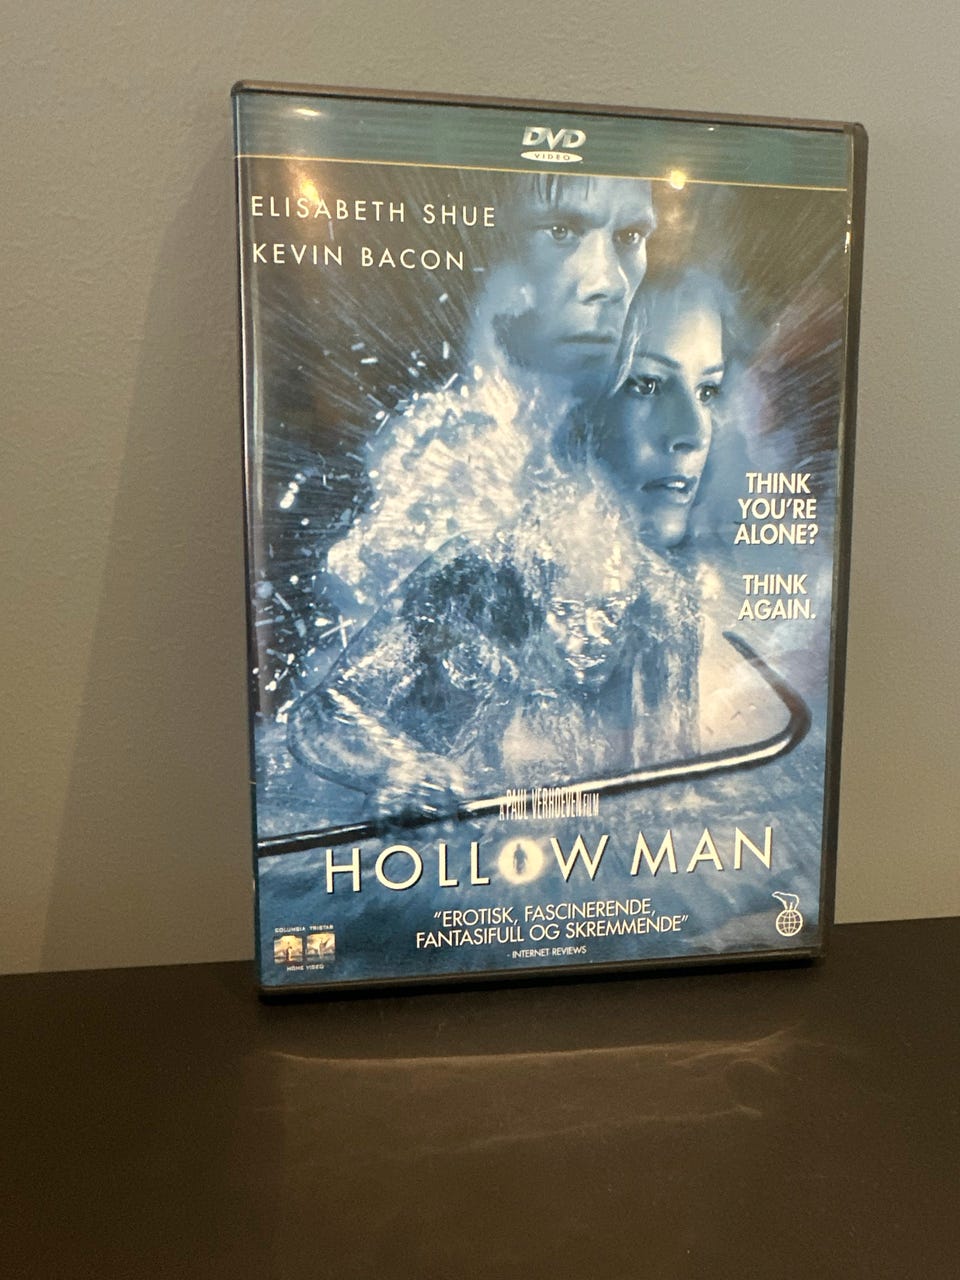 DVD
VIDEO
ELISABETH SHUE
KEVIN BACON
THINK
YOU'RE
ALONE?
THINK
AGAIN.
A PAUL VERHOEVEN FILM
HOLLOW MAN
"EROTISK, FASCINERENDE,
FANTASIFULL OG SKREMMENDE"
- INTERNET REVIEWS
COLUMBIA TRISTAR
HOME VIDEO